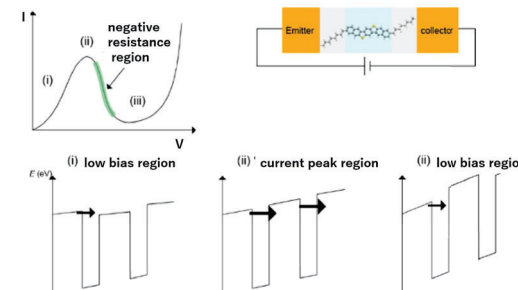 I
(ii)
negative
resistance
region
(i)
(iii)
V
Emitter
collector
(i) low bias region
E (eV)
(ii) ' current peak region
(ii) low bias regio